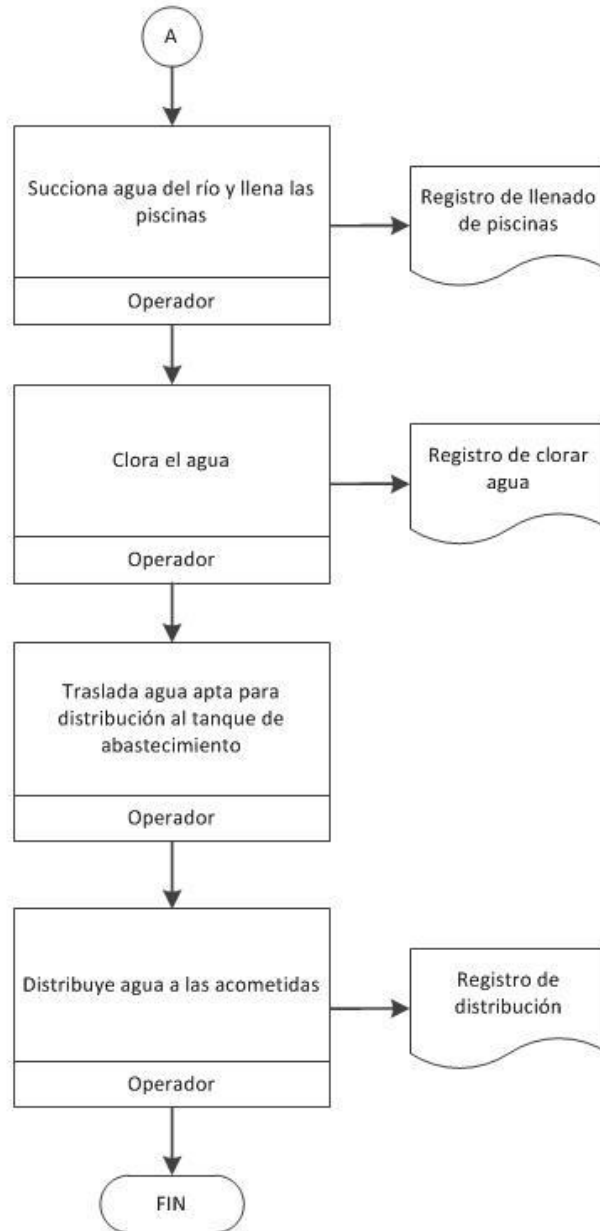 A
Succiona agua del río y llena las
piscinas
Operador
Registro de llenado
de piscinas
Clora el agua
Operador
Registro de clorar
agua
Traslada agua apta para
distribución al tanque de
abastecimiento
Operador
Distribuye agua a las acometidas
Operador
Registro de
distribución
FIN